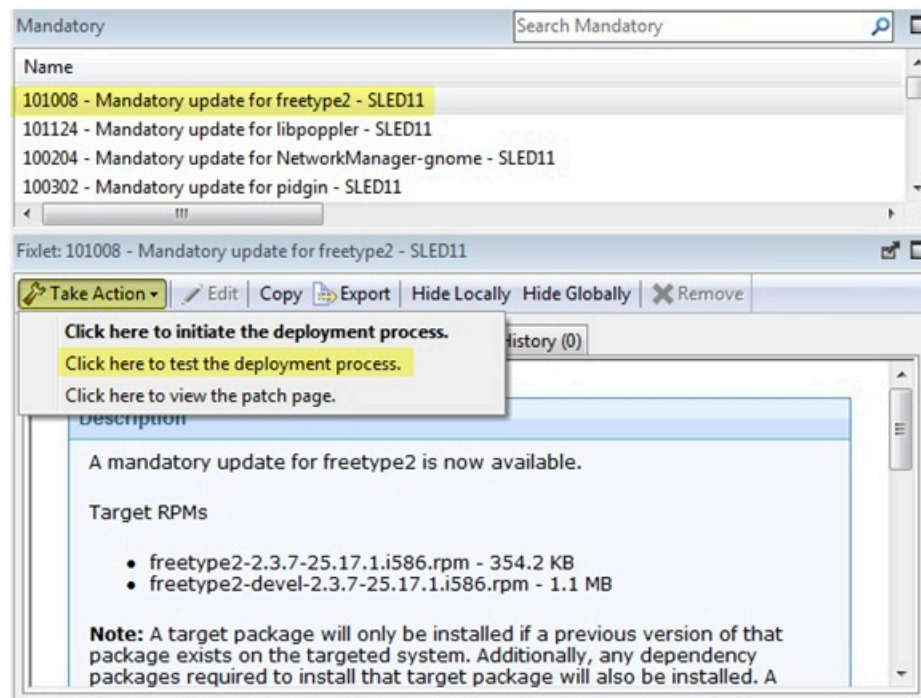 Mandatory
Search Mandatory
Name
101008 - Mandatory update for freetype2 - SLED11
101124 - Mandatory update for libpoppler - SLED11
100204 - Mandatory update for NetworkManager-gnome - SLED11
100302 - Mandatory update for pidgin - SLED11
Fixlet: 101008 - Mandatory update for freetype2 - SLED11
Take Action Edit Copy Export Hide Locally Hide Globally Remove
Click here to initiate the deployment process.
History (0)
Click here to test the deployment process.
Click here to view the patch page.
Description
A mandatory update for freetype2 is now available.
Target RPMs
• freetype2-2.3.7-25.17.1.i586.rpm - 354.2 KB
• freetype2-devel-2.3.7-25.17.1.i586.rpm - 1.1 MB
Note: A target package will only be installed if a previous version of that
package exists on the targeted system. Additionally, any dependency
packages required to install that target package will also be installed. A